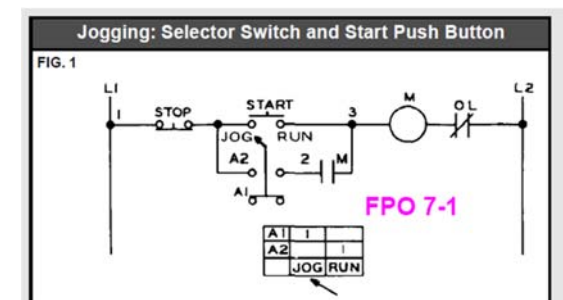 Jogging: Selector Switch and Start Push Button
FIG. 1
L1
L2
1
STOP
START
3
M
OL
JOG
RUN
A2
2
M
A1
FPO 7-1
A1 1
A2 1
JOG RUN